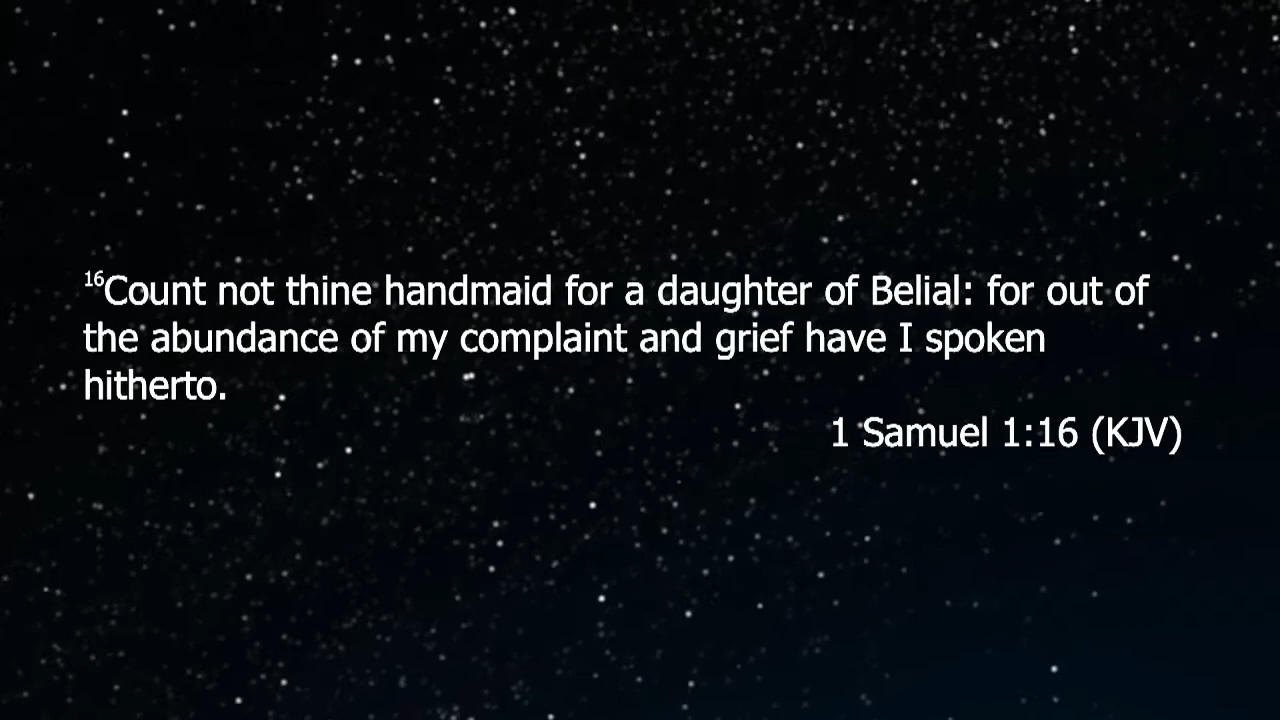 16Count not thine handmaid for a daughter of Belial: for out of
the abundance of my complaint and grief have I spoken
hitherto.
1 Samuel 1:16 (KJV)